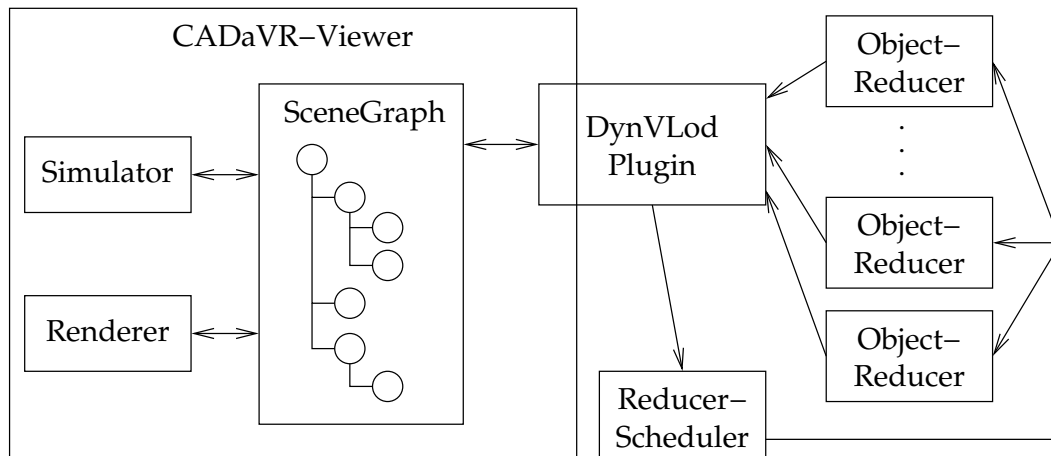 CADaVR–Viewer
SceneGraph
Simulator
Renderer
DynVLod
Plugin
Object–
Reducer
.
.
.
Object–
Reducer
Object–
Reducer
Reducer–
Scheduler